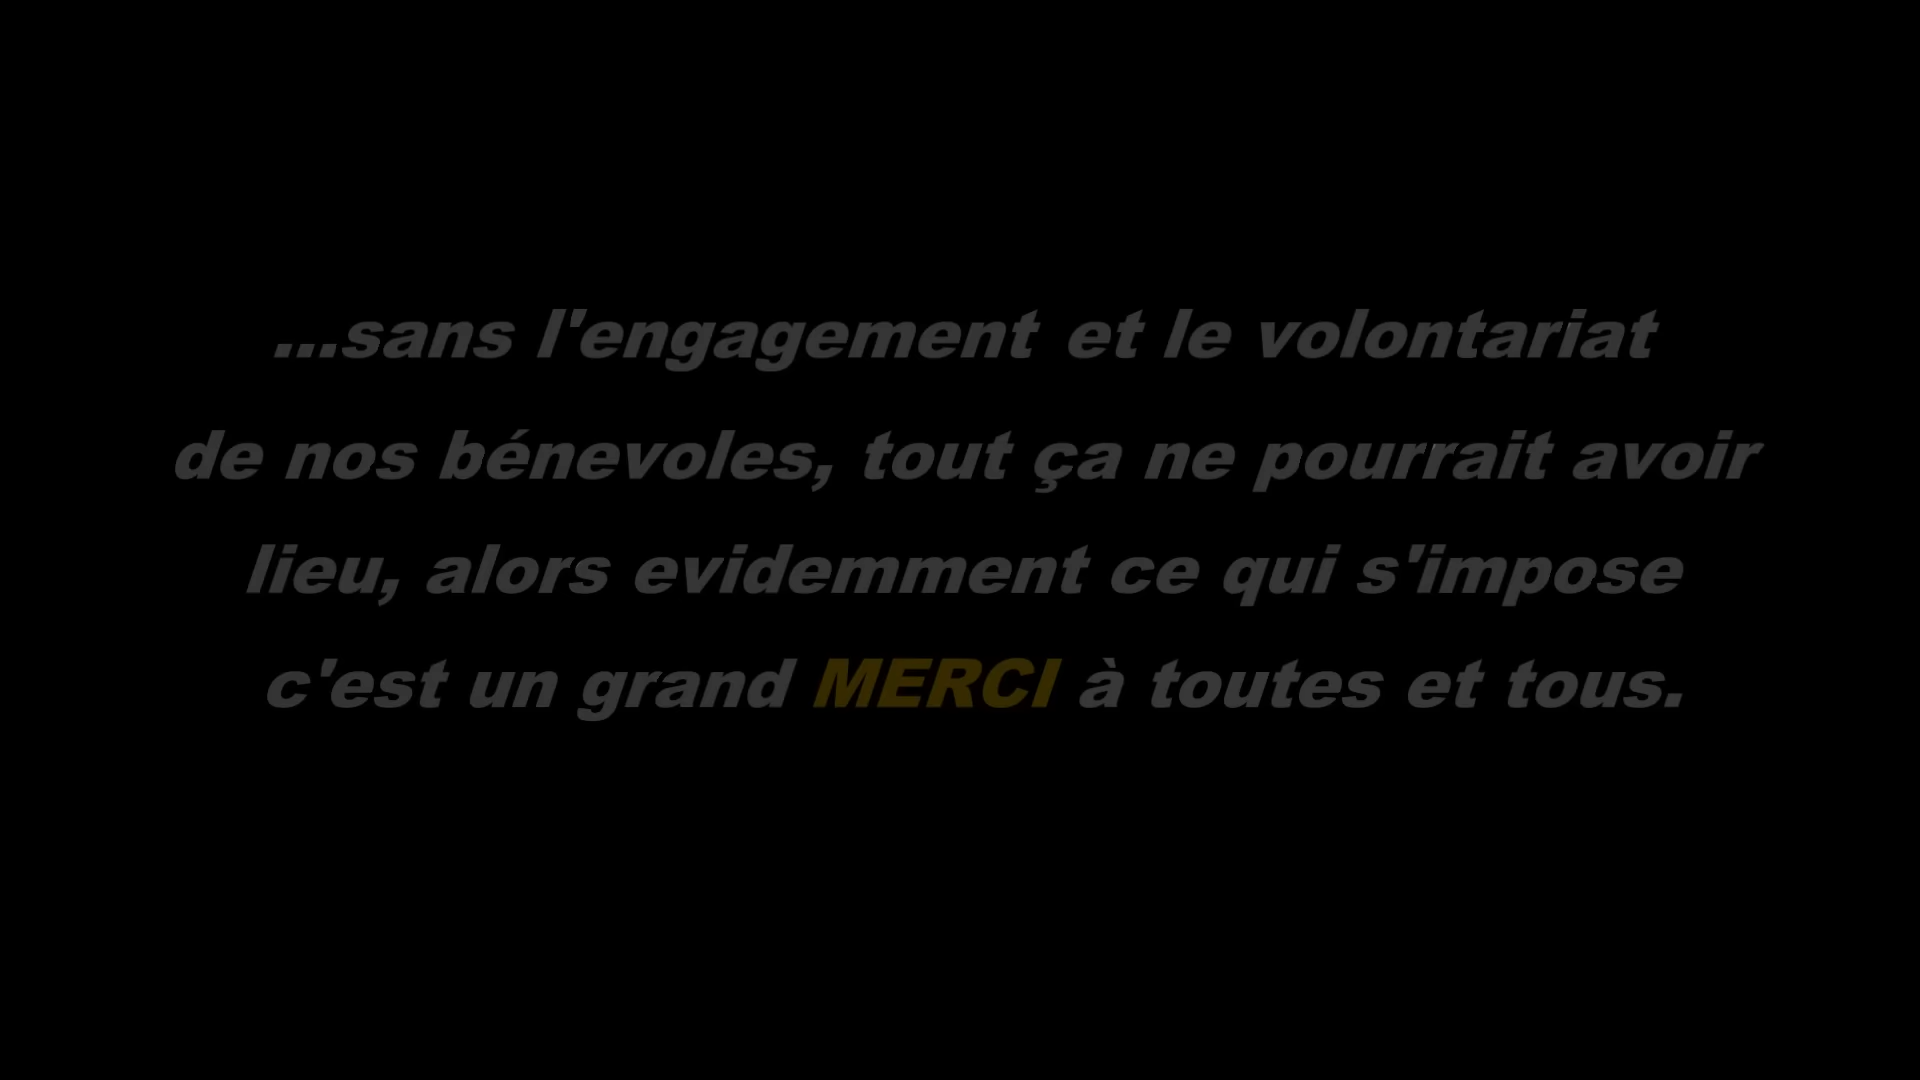 ...sans l'engagement et le volontariat
de nos bénevoles, tout ça ne pourrait avoir
lieu, alors evidemment ce qui s'impose
c'est un grand MERCI à toutes et tous.